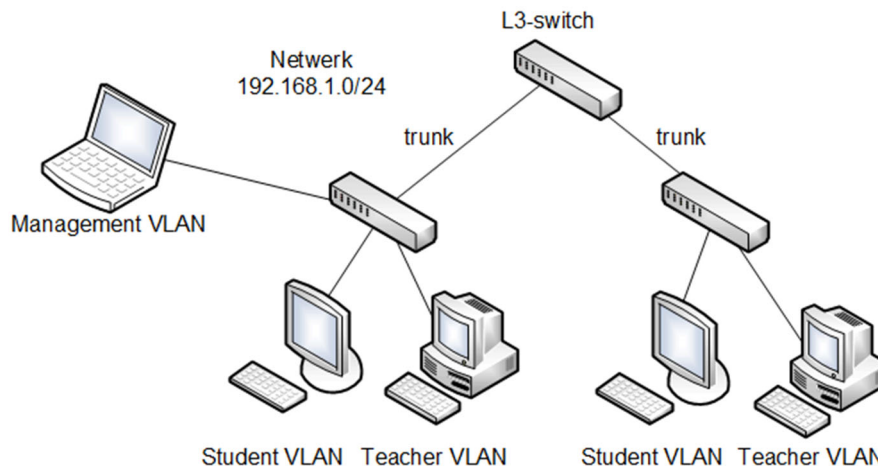 L3-switch
Netwerk
192.168.1.0/24
trunk
trunk
Management VLAN
Student VLAN
Teacher VLAN
Student VLAN
Teacher VLAN